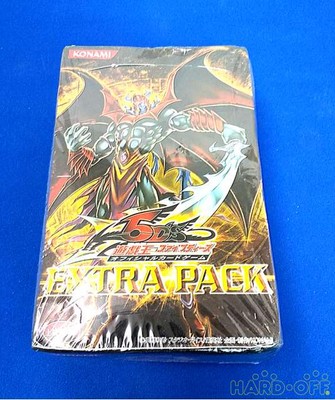 KONAMI
5D's
遊戯王ファイブディーズ
オフィシャルカードゲーム
EXTRA PACK
HARD-OFF